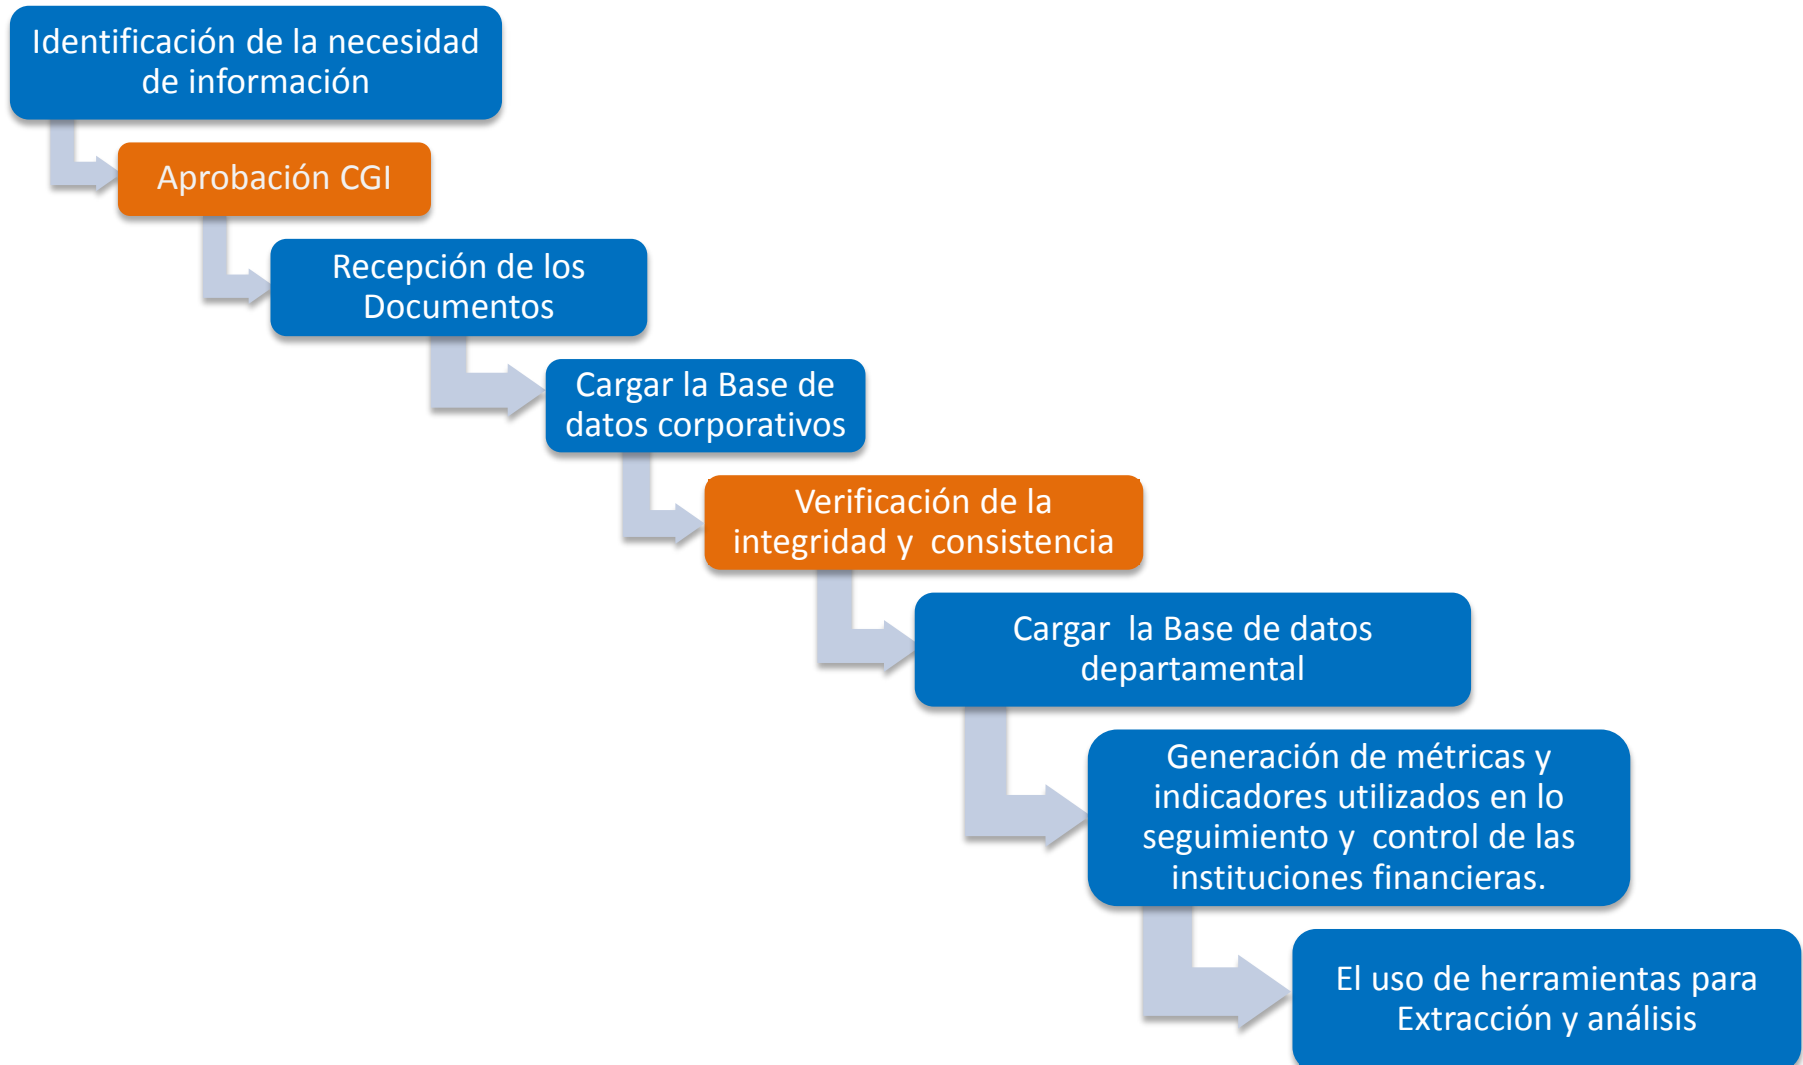 Identificación de la necesidad
de información
Aprobación CGI
Recepción de los
Documentos
Cargar la Base de
datos corporativos
Verificación de la
integridad y  consistencia
Cargar  la Base de datos
departamental
Generación de métricas y
indicadores utilizados en lo
seguimiento y  control de las
instituciones financieras.
El uso de herramientas para
Extracción y análisis